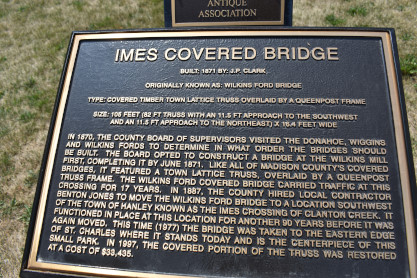 ANTIQUE
ASSOCIATION
IMES COVERED BRIDGE
BUILT: 1871 BY: J.P. CLARK
ORIGINALLY KNOWN AS: WILKINS FORD BRIDGE
TYPE: COVERED TIMBER TOWN LATTICE TRUSS OVERLAID BY A QUEENPOST FRAME
SIZE: 105 FEET (82 FT TRUSS WITH AN 11.5 FT APPROACH TO THE SOUTHWEST
AND AN 11.5 FT APPROACH TO THE NORTHEAST) X 15.4 FEET WIDE
IN 1870, THE COUNTY BOARD OF SUPERVISORS VISITED THE DONAHOE, WIGGINS
AND WILKINS FORDS TO DETERMINE IN WHAT ORDER THE BRIDGES SHOULD
BE BUILT. THE BOARD OPTED TO CONSTRUCT A BRIDGE AT THE WILKINS MILL
FIRST, COMPLETING IT BY JUNE 1871. LIKE ALL OF MADISON COUNTY'S COVERED
BRIDGES, IT FEATURED A TOWN LATTICE TRUSS, OVERLAID BY A QUEENPOST
TRUSS FRAME. THE WILKINS FORD COVERED BRIDGE CARRIED TRAFFIC AT THIS
CROSSING FOR 17 YEARS. IN 1887, THE COUNTY HIRED LOCAL CONTRACTOR
BENTON JONES TO MOVE THE WILKINS FORD BRIDGE TO A LOCATION SOUTHWEST
OF THE TOWN OF HANLEY KNOWN AS THE IMES CROSSING OF CLANTON CREEK. IT
FUNCTIONED IN PLACE AT THIS LOCATION FOR ANOTHER 90 YEARS BEFORE IT WAS
AGAIN MOVED. THIS TIME (1977) THE BRIDGE WAS TAKEN TO THE EASTERN EDGE
OF ST. CHARLES WHERE IT STANDS TODAY AND IS THE CENTERPIECE OF THIS
SMALL PARK. IN 1997, THE COVERED PORTION OF THE TRUSS WAS RESTORED
AT A COST OF $33,435.